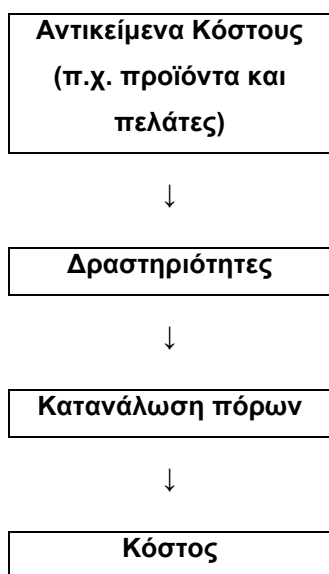 Αντικείμενα Κόστους
(π.χ. προϊόντα και
πελάτες)
↓
Δραστηριότητες
↓
Κατανάλωση πόρων
↓
Κόστος